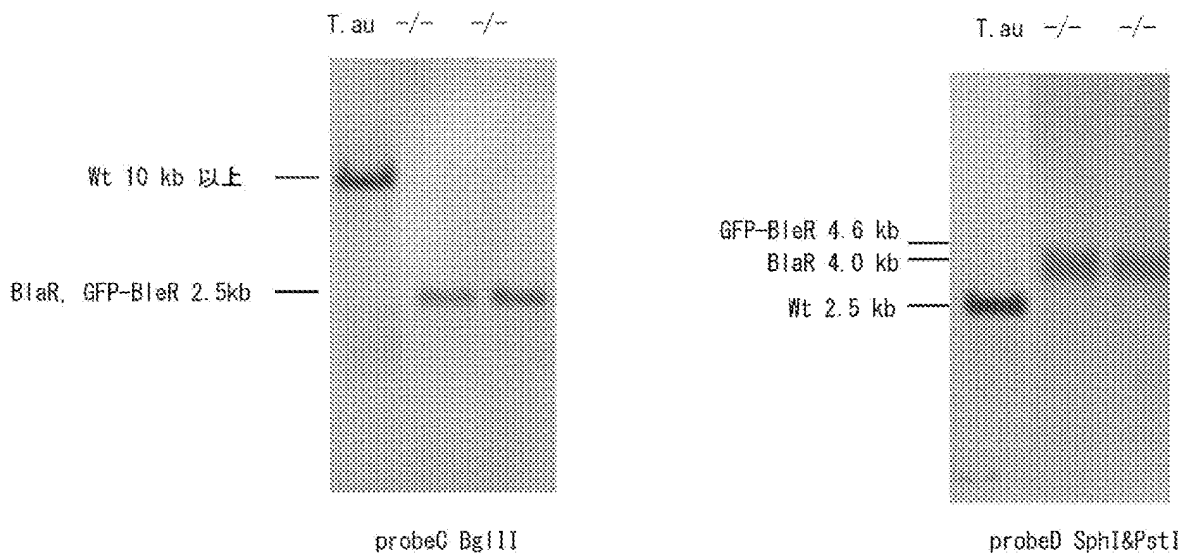 T.au -/- -/-
Wt 10 kb 以上
BlaR, GFP-BleR 2.5kb
probeC BglII
T.au -/- -/-
GFP-BleR 4.6 kb
BlaR 4.0 kb
Wt 2.5 kb
probeD SphI&PstI